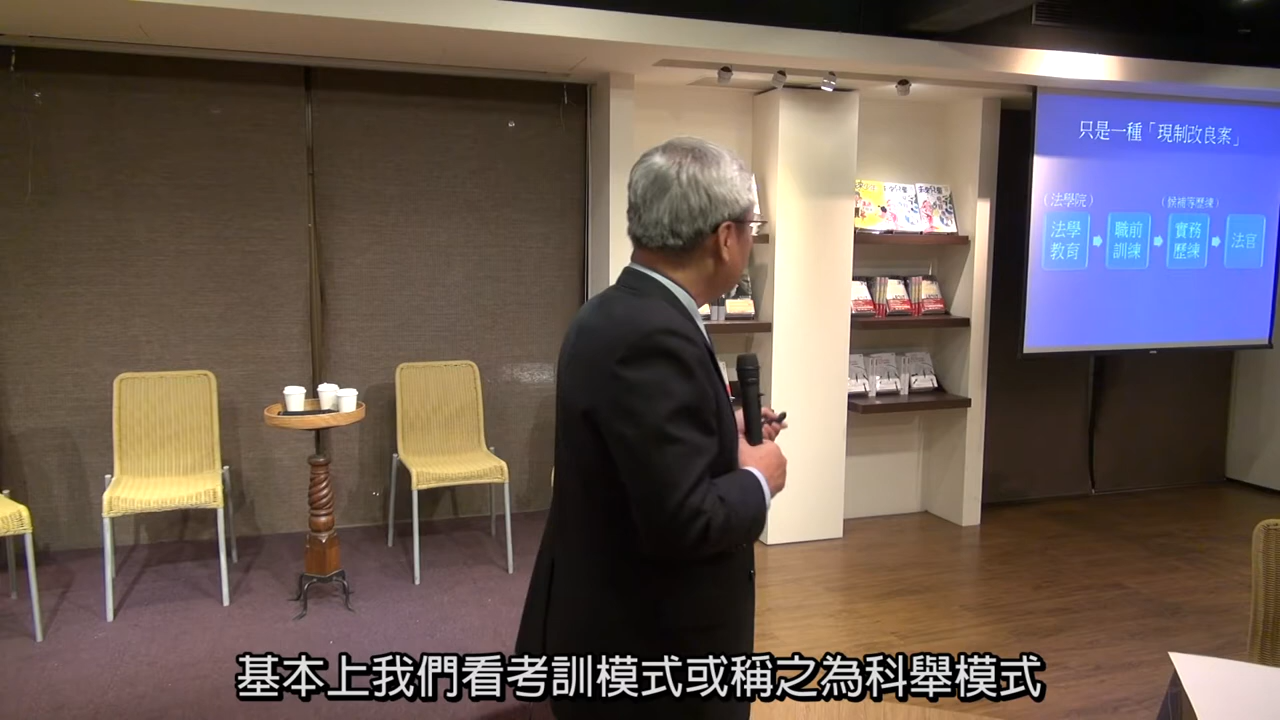 只是一種「現制改良案」
(法學院)
(候補等歷練)
法學
教育
職前
訓練
實務
歷練
法官
基本上我們看考訓模式或稱之為科舉模式